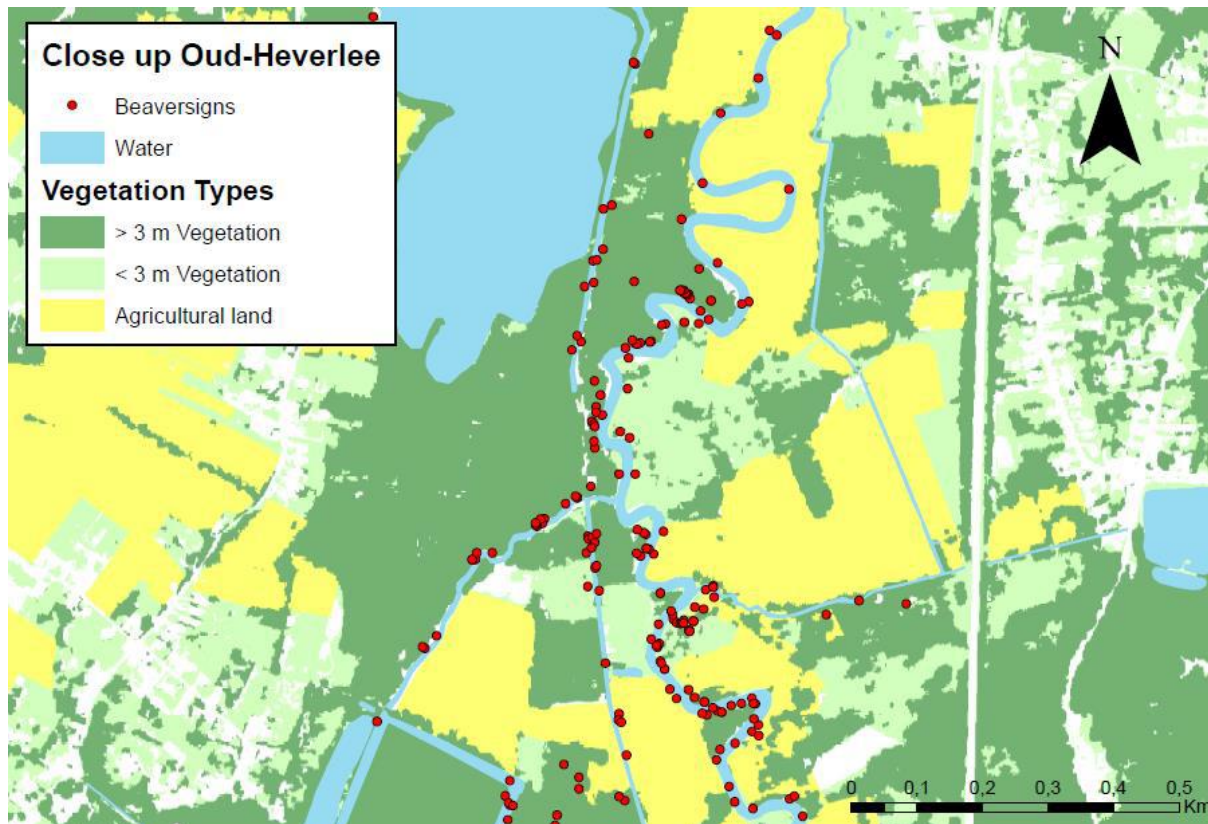 Close up Oud-Heverlee
Beaversigns
Water
Vegetation Types
> 3 m Vegetation
< 3 m Vegetation
Agricultural land
N
0 0,1 0,2 0,3 0,4 0,5
Km